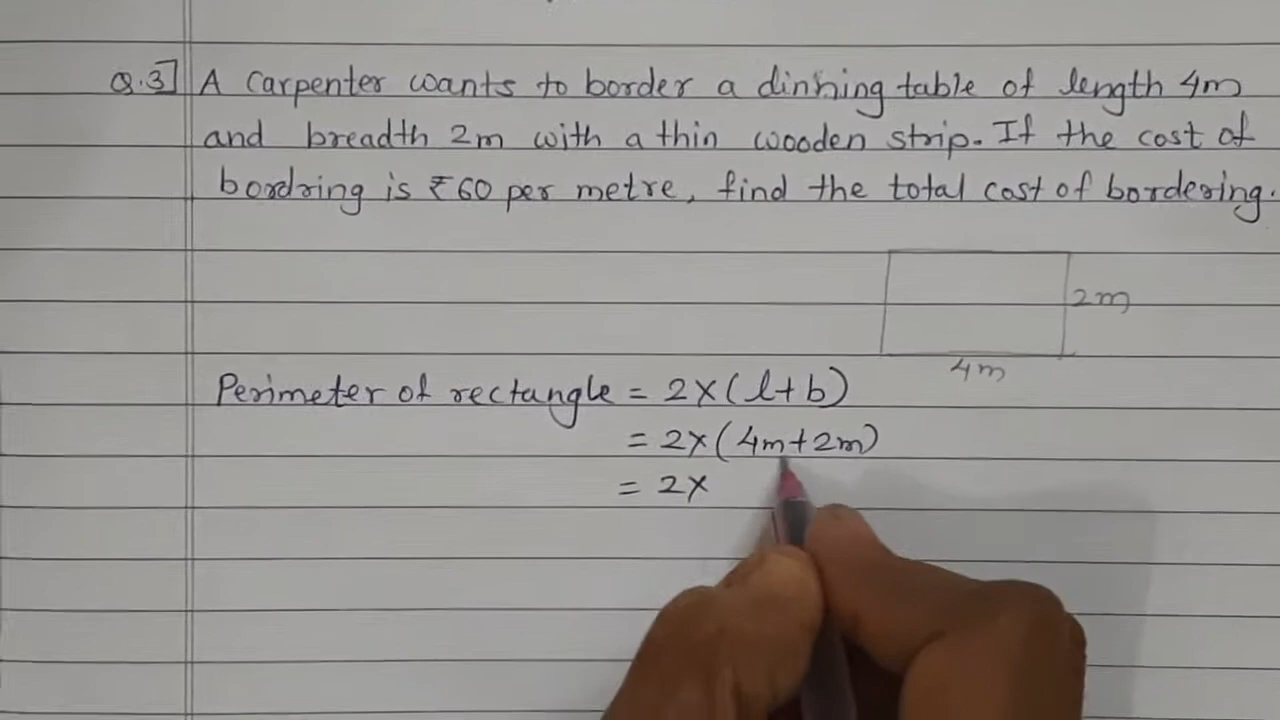 Q.3] A Carpenter wants to border a dinning table of length 4m
and breadth 2m with a thin wooden strip. If the cost of
bordring is ₹60 per metre, find the total cost of bordering.
2m
4m
Perimeter of rectangle = 2×(l+b)
= 2×(4m+2m)
= 2×